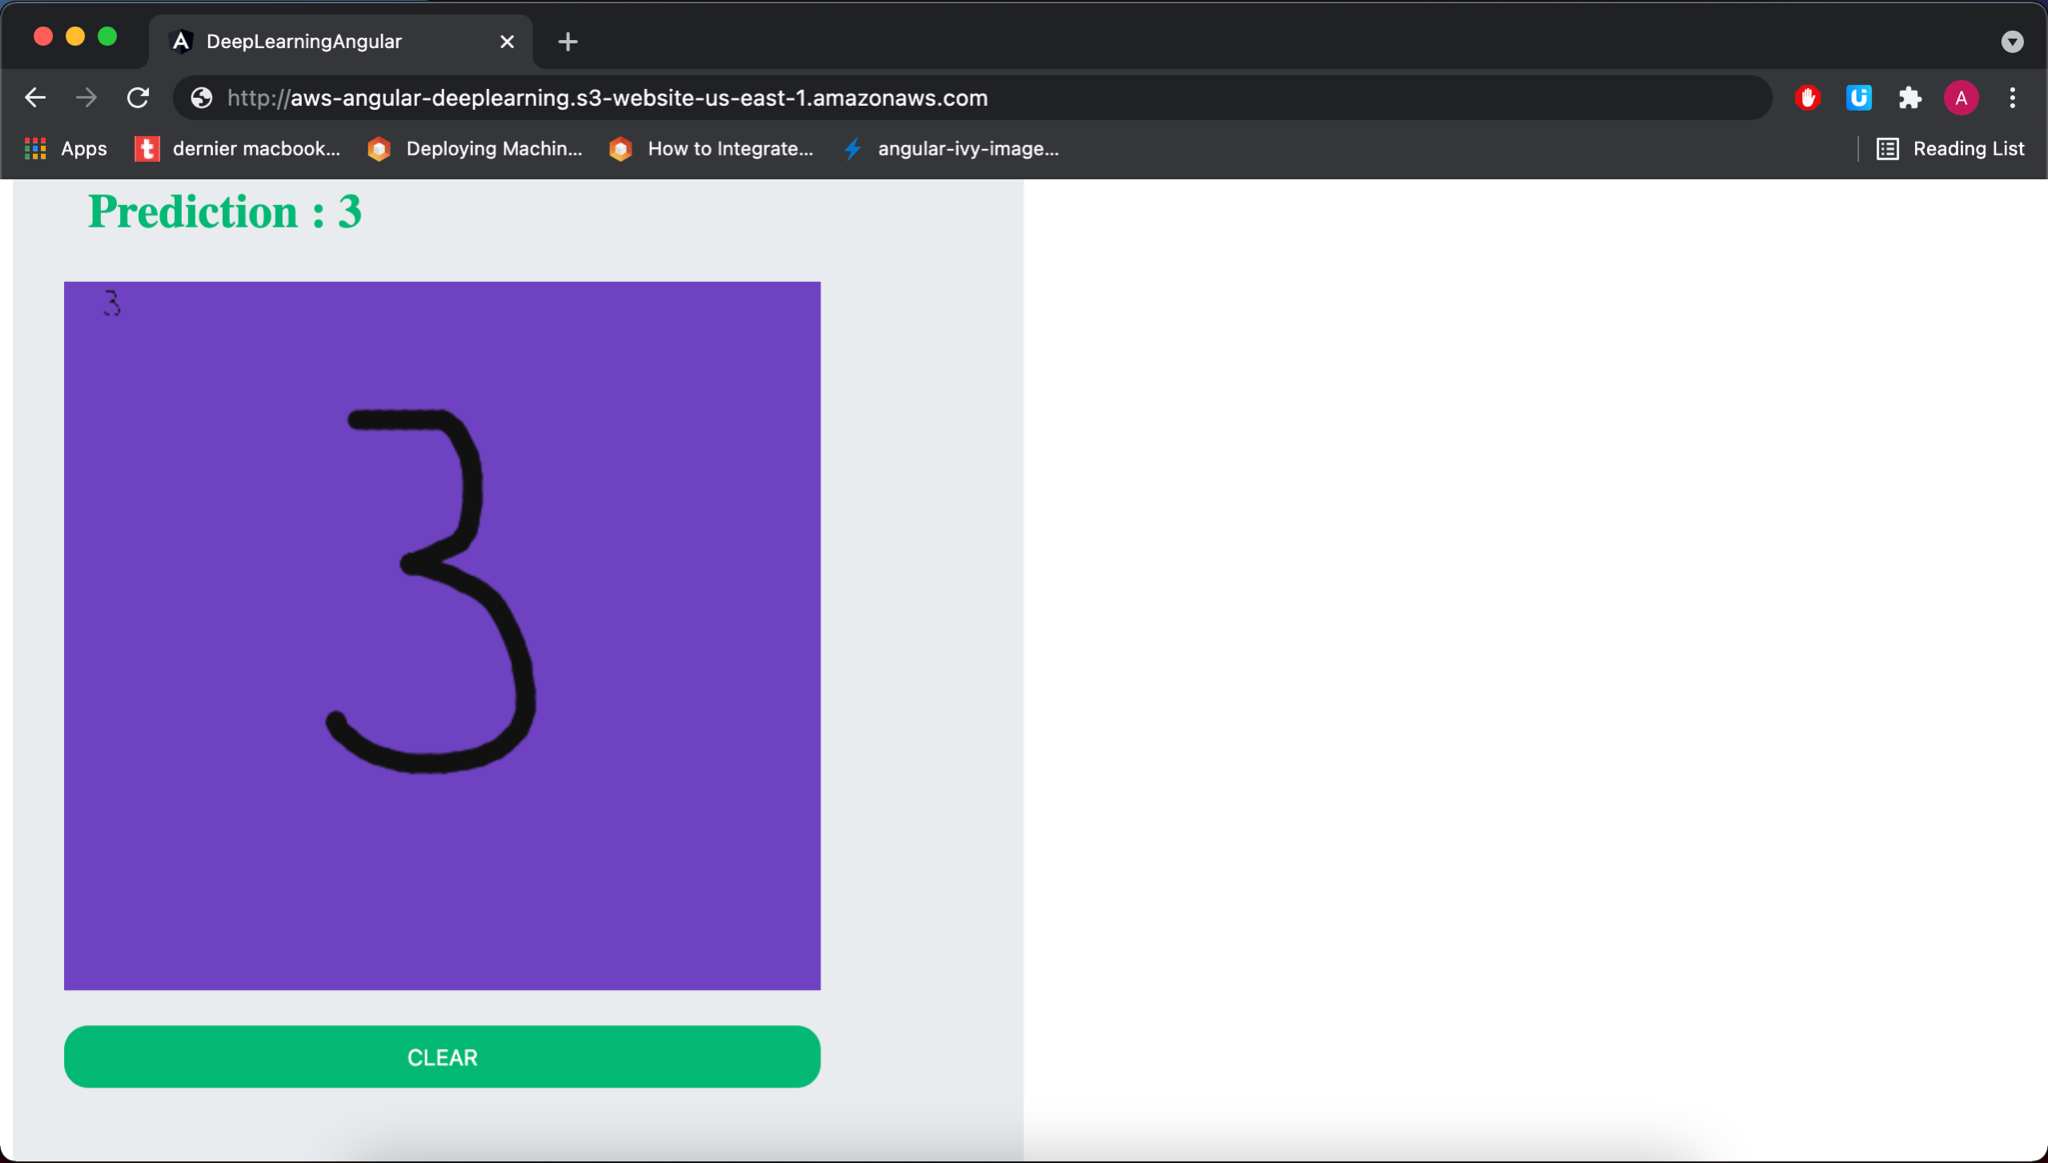 DeepLearningAngular
http://aws-angular-deeplearning.s3-website-us-east-1.amazonaws.com
A
Apps
t
dernier macbook...
Deploying Machin...
How to Integrate...
angular-ivy-image...
Reading List
Prediction : 3
3
3
CLEAR